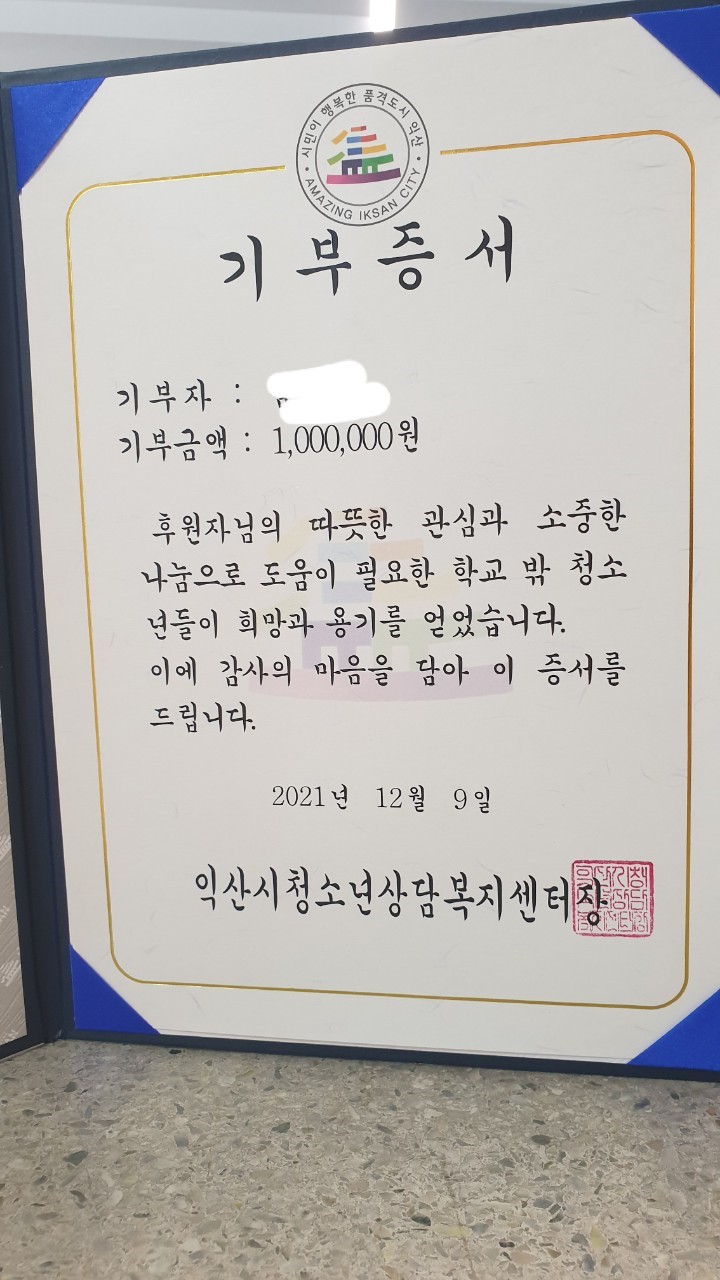 시민이 행복한 품격도시 익산
AMAZING IKSAN CITY
기부증서
기부자 :
기부금액 : 1,000,000원
후원자님의 따뜻한 관심과 소중한
나눔으로 도움이 필요한 학교 밖 청소
년들이 희망과 용기를 얻었습니다.
이에 감사의 마음을 담아 이 증서를
드립니다.
2021년 12월 9일
익산시청소년상담복지센터장